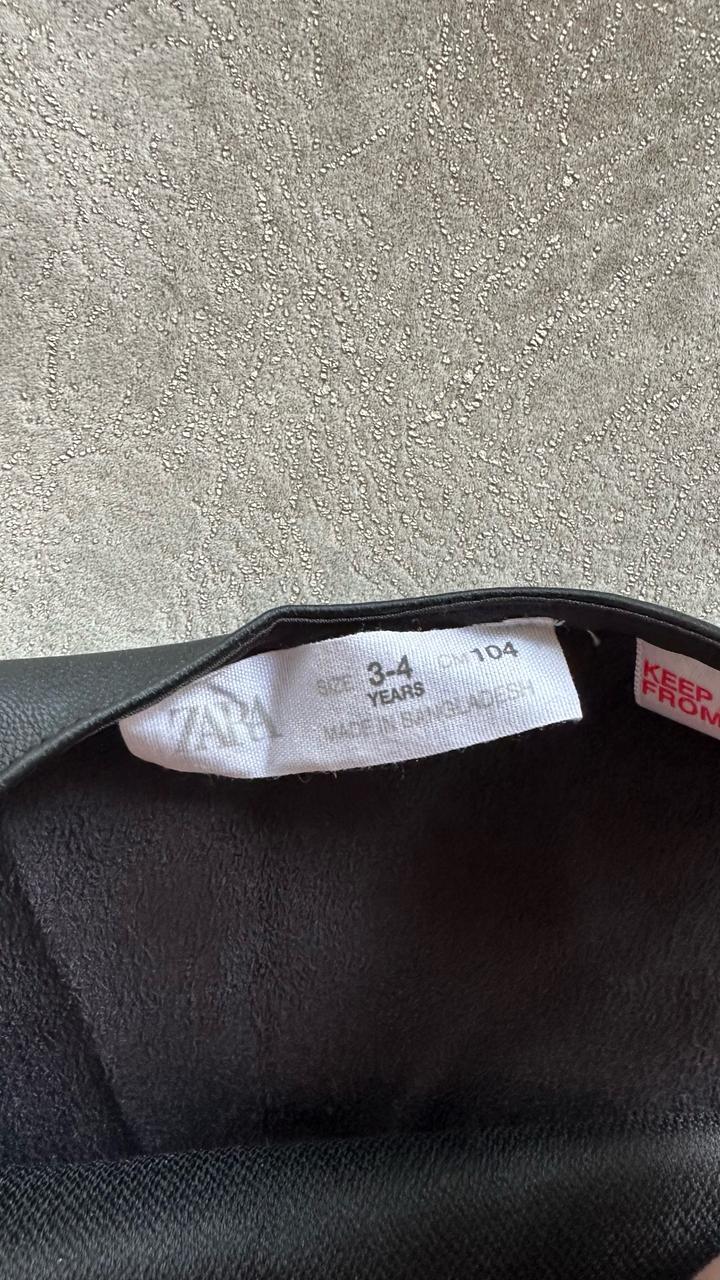 ZARA
SIZE 3-4 CM 104
YEARS
MADE IN BANGLADESH
KEEP
FROM